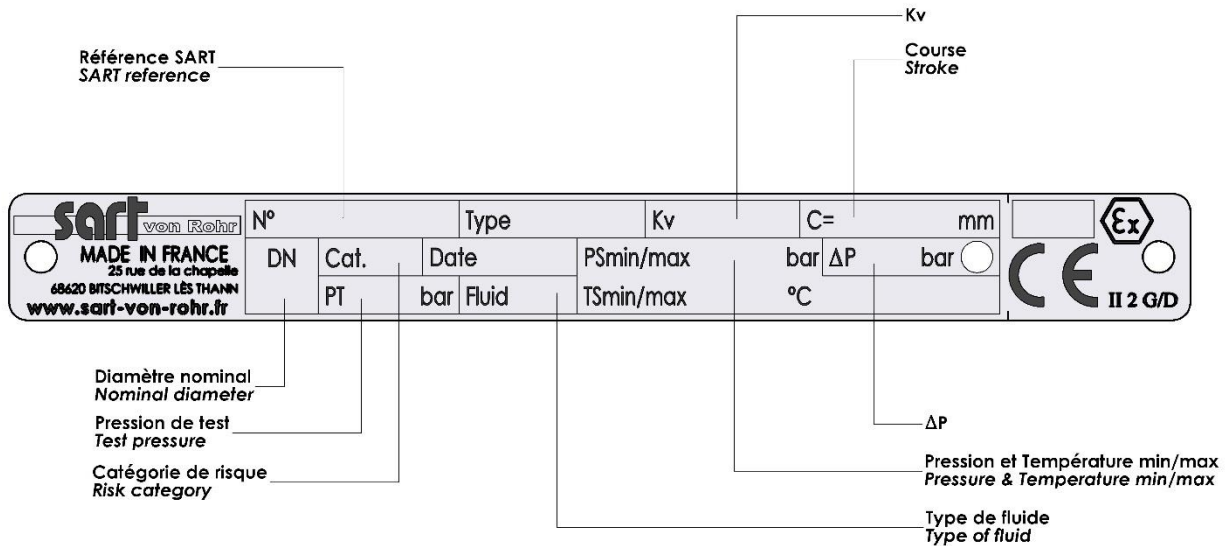 Kv
Référence SART
SART reference
Course
Stroke
sart von Rohr
MADE IN FRANCE
25 rue de la chapelle
68620 BITSCHWILLER LÈS THANN
www.sart-von-rohr.fr
N° Type Kv C= mm
DN Cat. Date PSmin/max bar ΔP bar
PT bar Fluid TSmin/max °C
Ex
CE II 2 G/D
Diamètre nominal
Nominal diameter
Pression de test
Test pressure
Catégorie de risque
Risk category
ΔP
Pression et Température min/max
Pressure & Temperature min/max
Type de fluide
Type of fluid